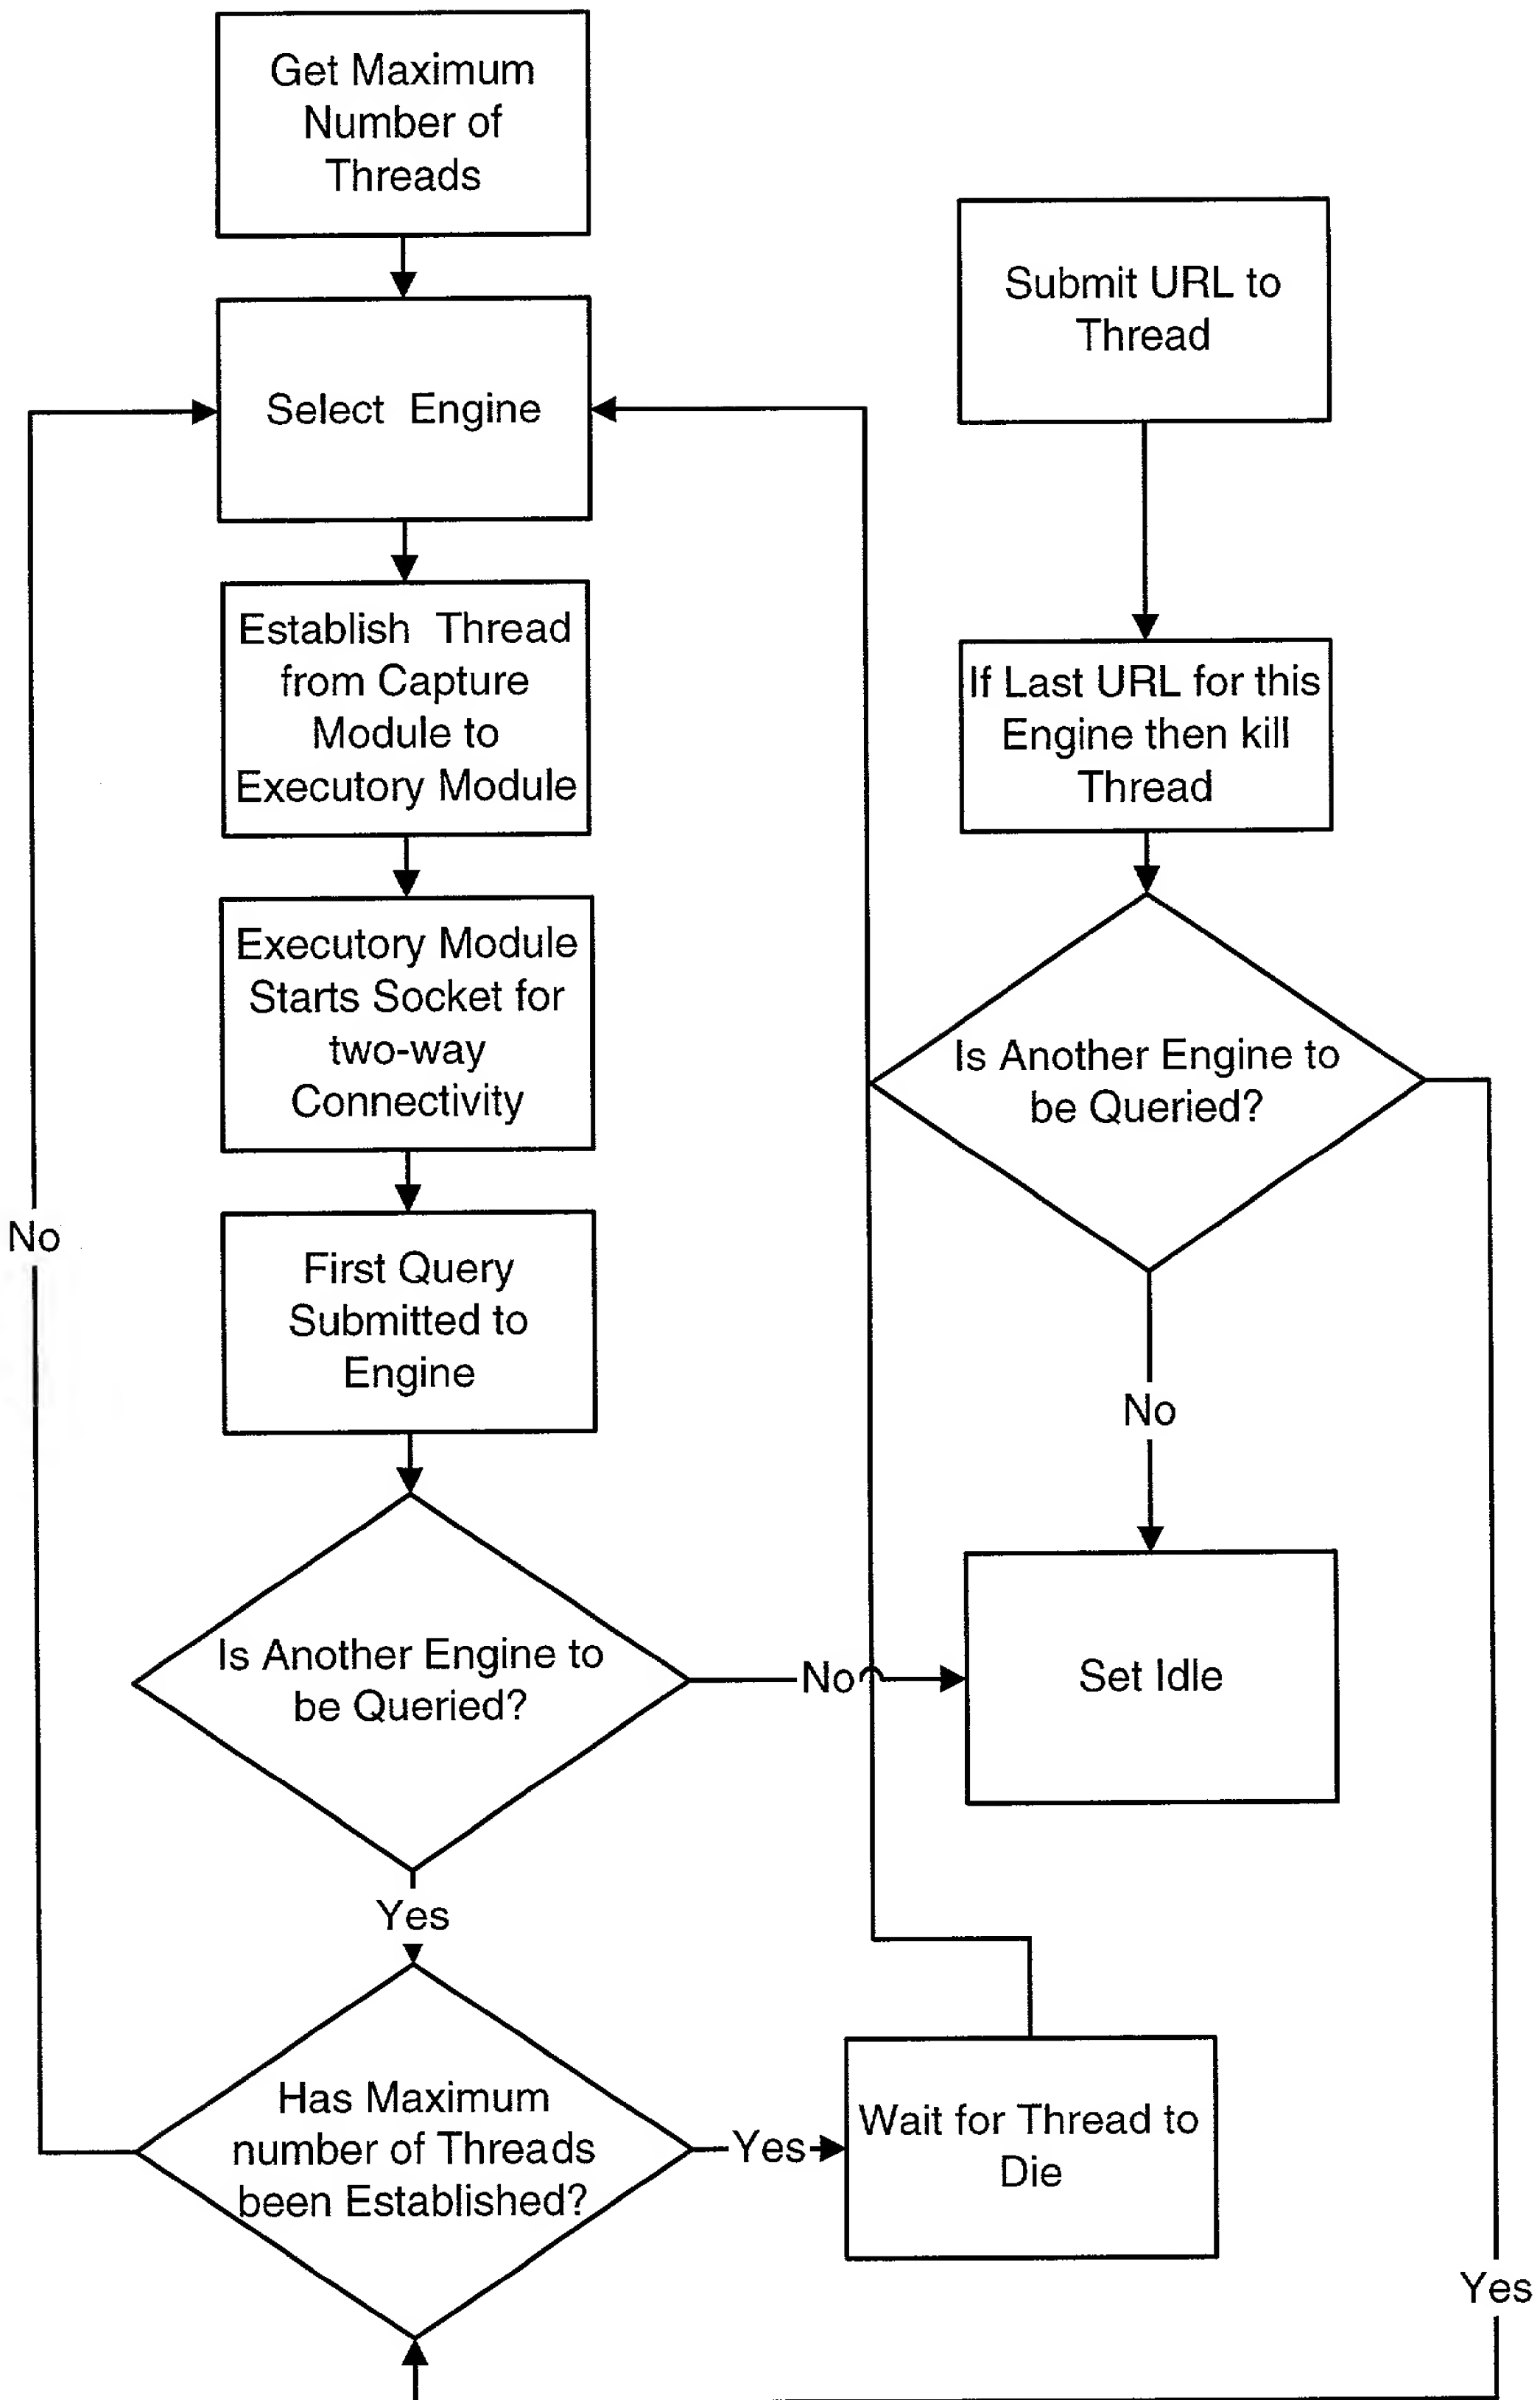 Get Maximum
Number of
Threads
Select Engine
Establish Thread
from Capture
Module to
Executory Module
Executory Module
Starts Socket for
two-way
Connectivity
No
First Query
Submitted to
Engine
Is Another Engine to
be Queried?
No
Yes
Has Maximum
number of Threads
been Established?
Yes
Wait for Thread to
Die
Submit URL to
Thread
If Last URL for this
Engine then kill
Thread
Is Another Engine to
be Queried?
No
Set Idle
Yes